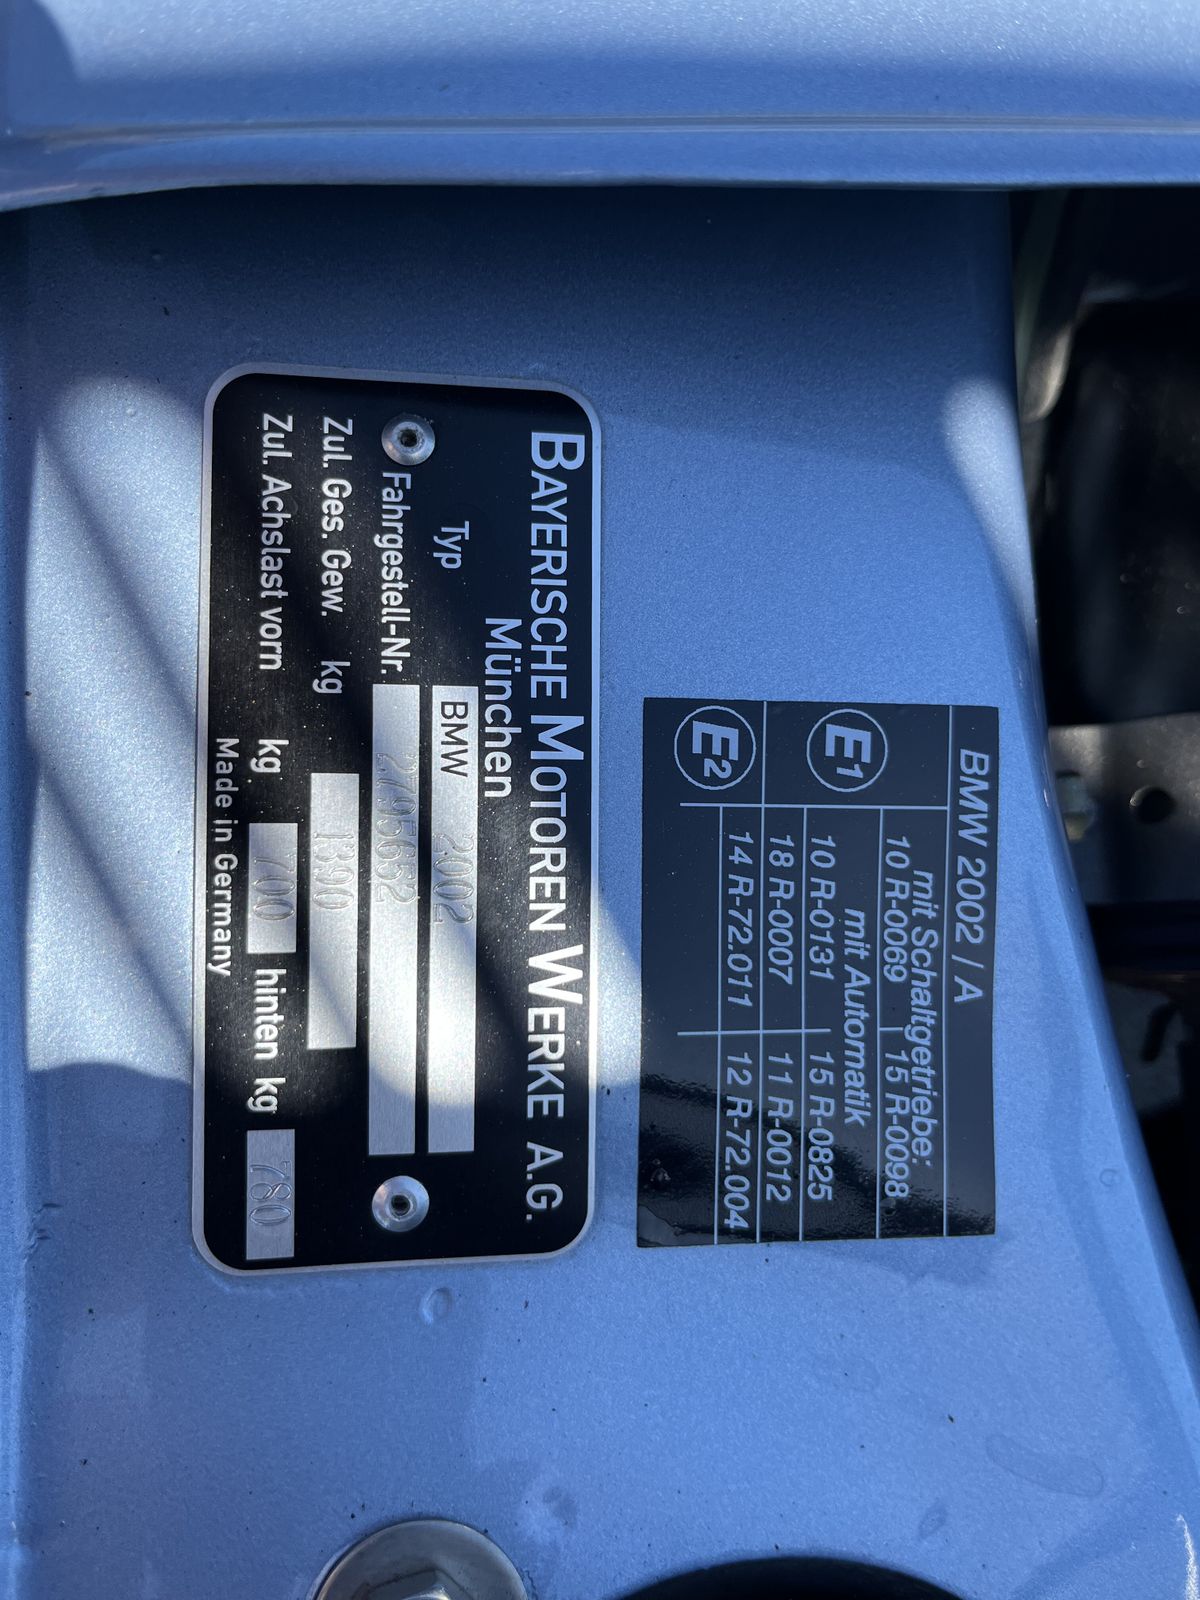 BAYERISCHE MOTOREN WERKE A.G.
München
Typ BMW 2002
Fahrgestell-Nr. 2795662
Zul. Ges. Gew. kg 1390
Zul. Achslast vorn kg 700 hinten kg 780
Made in Germany
BMW 2002 / A
mit Schaltgetriebe:
E1 10 R-0069 15 R-0098
mit Automatik
10 R-0131 15 R-0825
18 R-0007 11 R-0012
E2 14 R-72.011 12 R-72.004